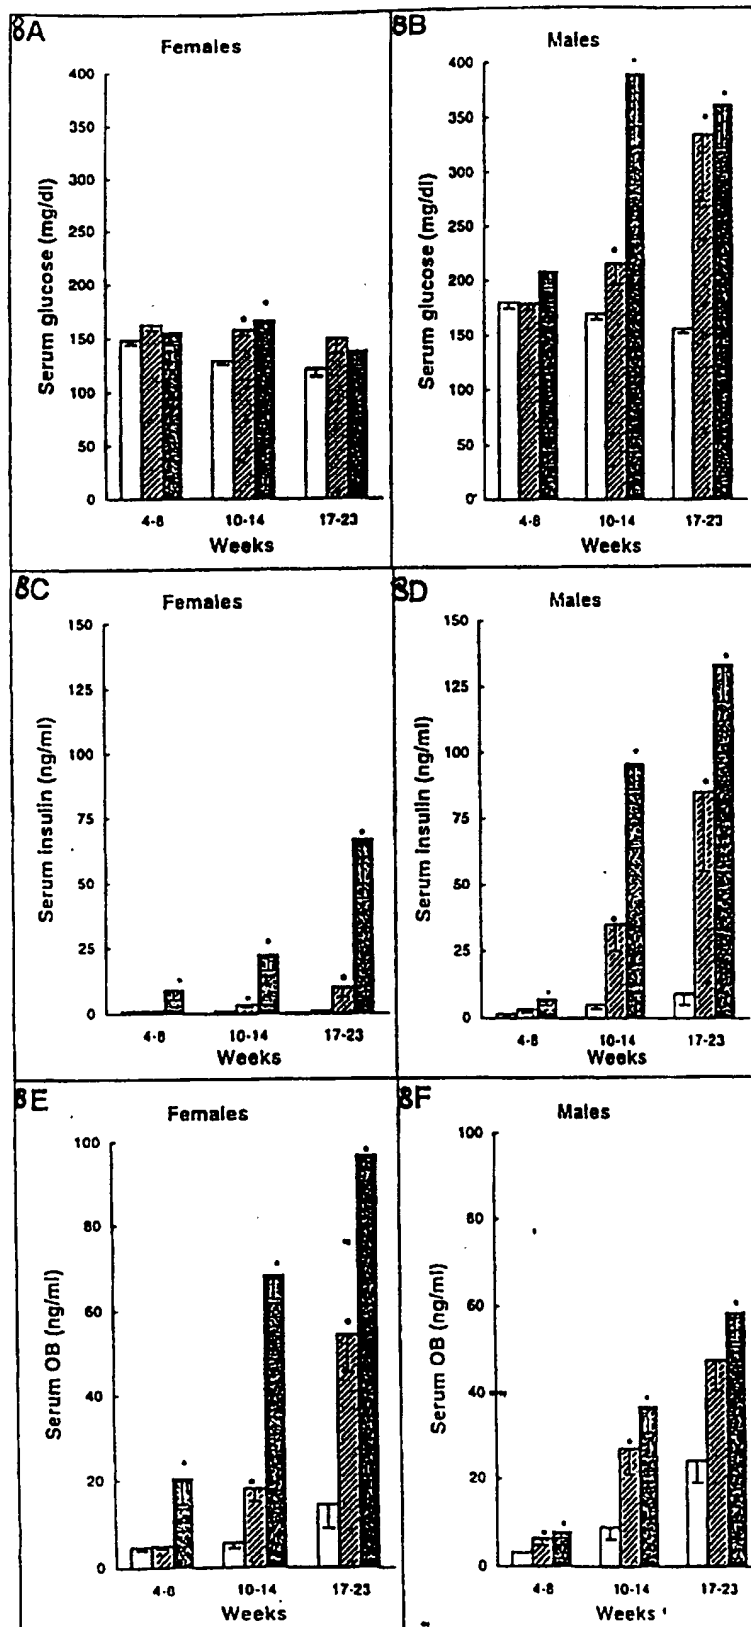 8A
Females
Serum glucose (mg/dl)
400
350
300
250
200
150
100
50
0
4-8
10-14
17-23
Weeks
8B
Males
Serum glucose (mg/dl)
400
350
300
250
200
150
100
50
0
4-8
10-14
17-23
Weeks
8C
Females
Serum insulin (ng/ml)
150
125
100
75
50
25
0
4-8
10-14
17-23
Weeks
8D
Males
Serum insulin (ng/ml)
150
125
100
75
50
25
0
4-8
10-14
17-23
Weeks
8E
Females
Serum OB (ng/ml)
100
80
60
40
20
0
4-8
10-14
17-23
Weeks
8F
Males
Serum OB (ng/ml)
100
80
60
40
20
0
4-8
10-14
17-23
Weeks